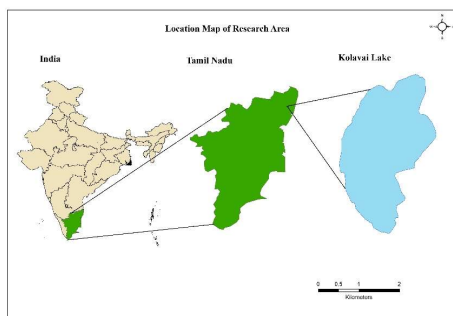 Location Map of Research Area
India
Tamil Nadu
Kolavai Lake
N
0 0.5 1 2
Kilometers